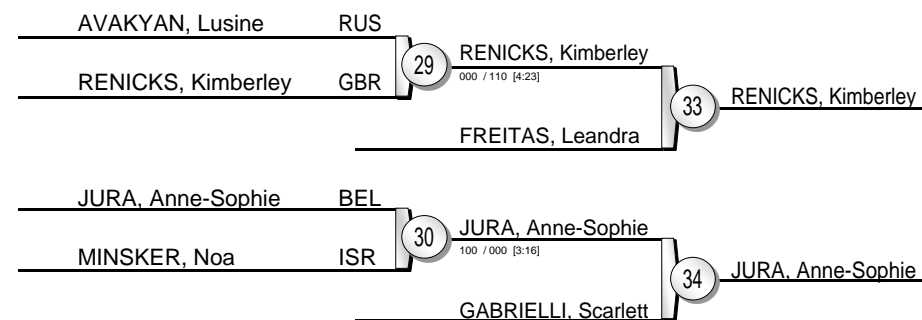 AVAKYAN, Lusine RUS
29 RENICKS, Kimberley
000 / 110 [4:23]
RENICKS, Kimberley GBR
33 RENICKS, Kimberley
FREITAS, Leandra
JURA, Anne-Sophie BEL
30 JURA, Anne-Sophie
100 / 000 [3:16]
MINSKER, Noa ISR
34 JURA, Anne-Sophie
GABRIELLI, Scarlett